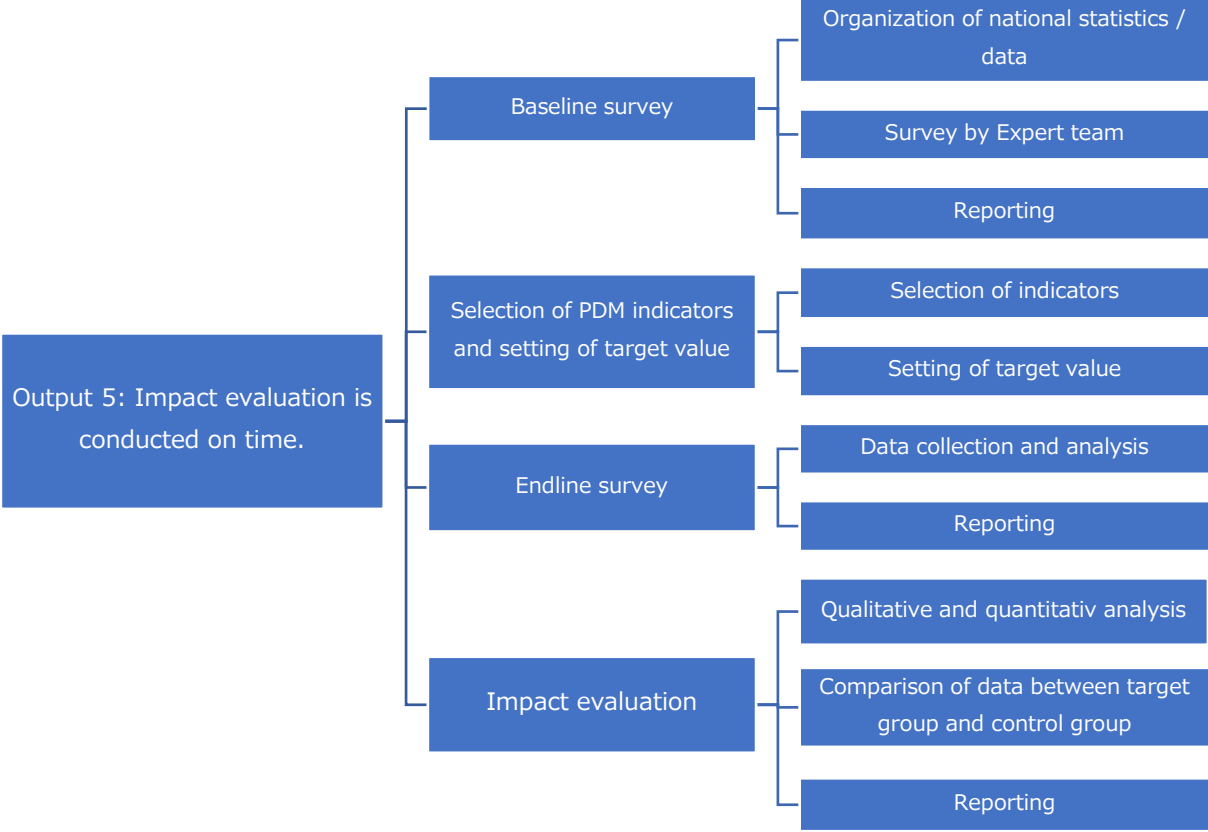 Output 5: Impact evaluation is
conducted on time.
Baseline survey
Organization of national statistics /
data
Survey by Expert team
Reporting
Selection of PDM indicators
and setting of target value
Selection of indicators
Setting of target value
Endline survey
Data collection and analysis
Reporting
Impact evaluation
Qualitative and quantitativ analysis
Comparison of data between target
group and control group
Reporting